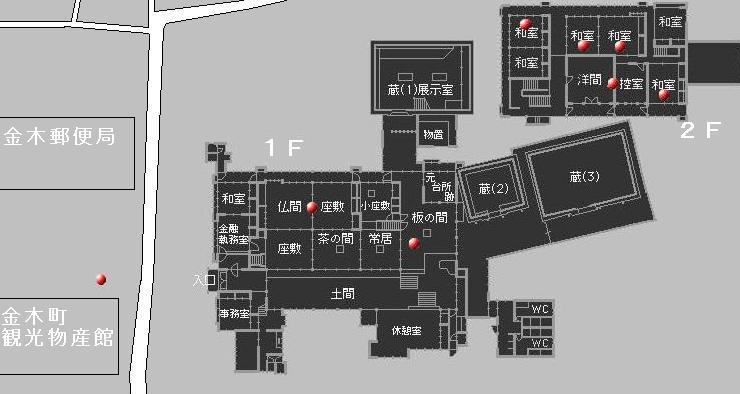 和室
和室
和室
和室
和室
洋間
控室
和室
2F
蔵(1)展示室
物置
金木郵便局
1F
元
台所
跡
蔵(2)
蔵(3)
和室
仏間
座敷
小座敷
板の間
金融
執務室
座敷
茶の間
常居
入口
土間
金木町
観光物産館
事務室
休憩室
WC
WC